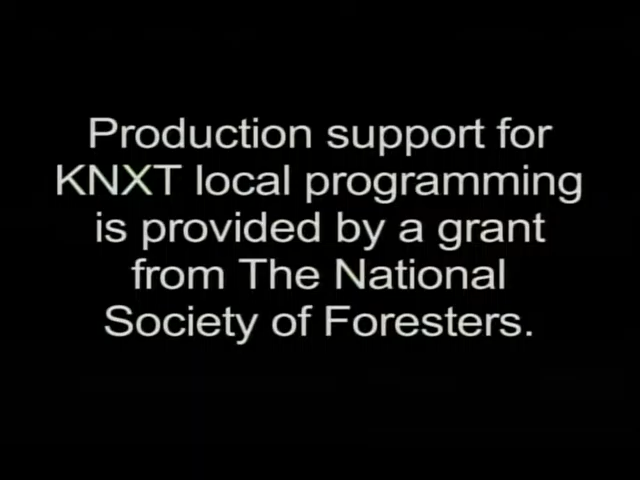 Production support for
KNXT local programming
is provided by a grant
from The National
Society of Foresters.